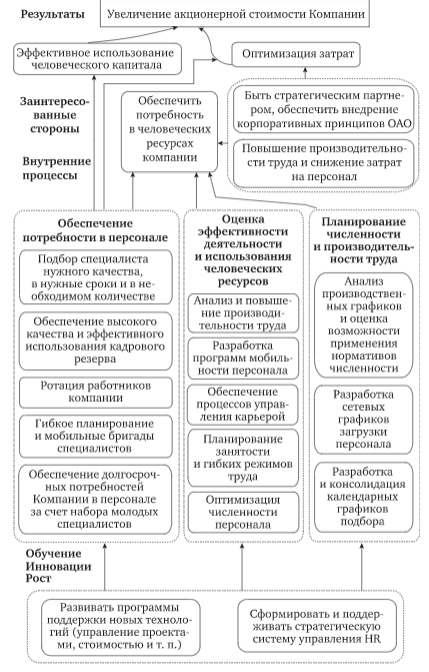 Результаты
Увеличение акционерной стоимости Компании
Эффективное использование
человеческого капитала
Оптимизация затрат
Заинтересо-
ванные
стороны
Внутренние
процессы
Обеспечить
потребность
в человеческих
ресурсах
компании
Быть стратегическим партне-
ром, обеспечить внедрение
корпоративных принципов ОАО
Повышение производительно-
сти труда и снижение затрат
на персонал
Обеспечение
потребности в персонале
Подбор специалиста
нужного качества,
в нужные сроки и в не-
обходимом количестве
Обеспечение высокого
качества и эффективного
использования кадрового
резерва
Ротация работников
компании
Гибкое планирование
и мобильные бригады
специалистов
Обеспечение долгосроч-
ных потребностей
Компании в персонале
за счет набора молодых
специалистов
Оценка
эффективности
деятельности
и использования
человеческих
ресурсов
Анализ и повыше-
ние производи-
тельности труда
Разработка
программ мобиль-
ности персонала
Обеспечение
процессов управ-
ления карьерой
Планирование
занятости
и гибких режимов
труда
Оптимизация
численности
персонала
Планирование
численности
и производитель-
ности труда
Анализ
производствен-
ных графиков
и оценка
возможности
применения
нормативов
численности
Разработка
сетевых
графиков
загрузки
персонала
Разработка
и консолидация
календарных
графиков
подбора
Обучение
Инновации
Рост
Развивать программы
поддержки новых техноло-
гий (управление проекта-
ми, стоимостью и т. п.)
Сформировать и поддер-
живать стратегическую
систему управления HR